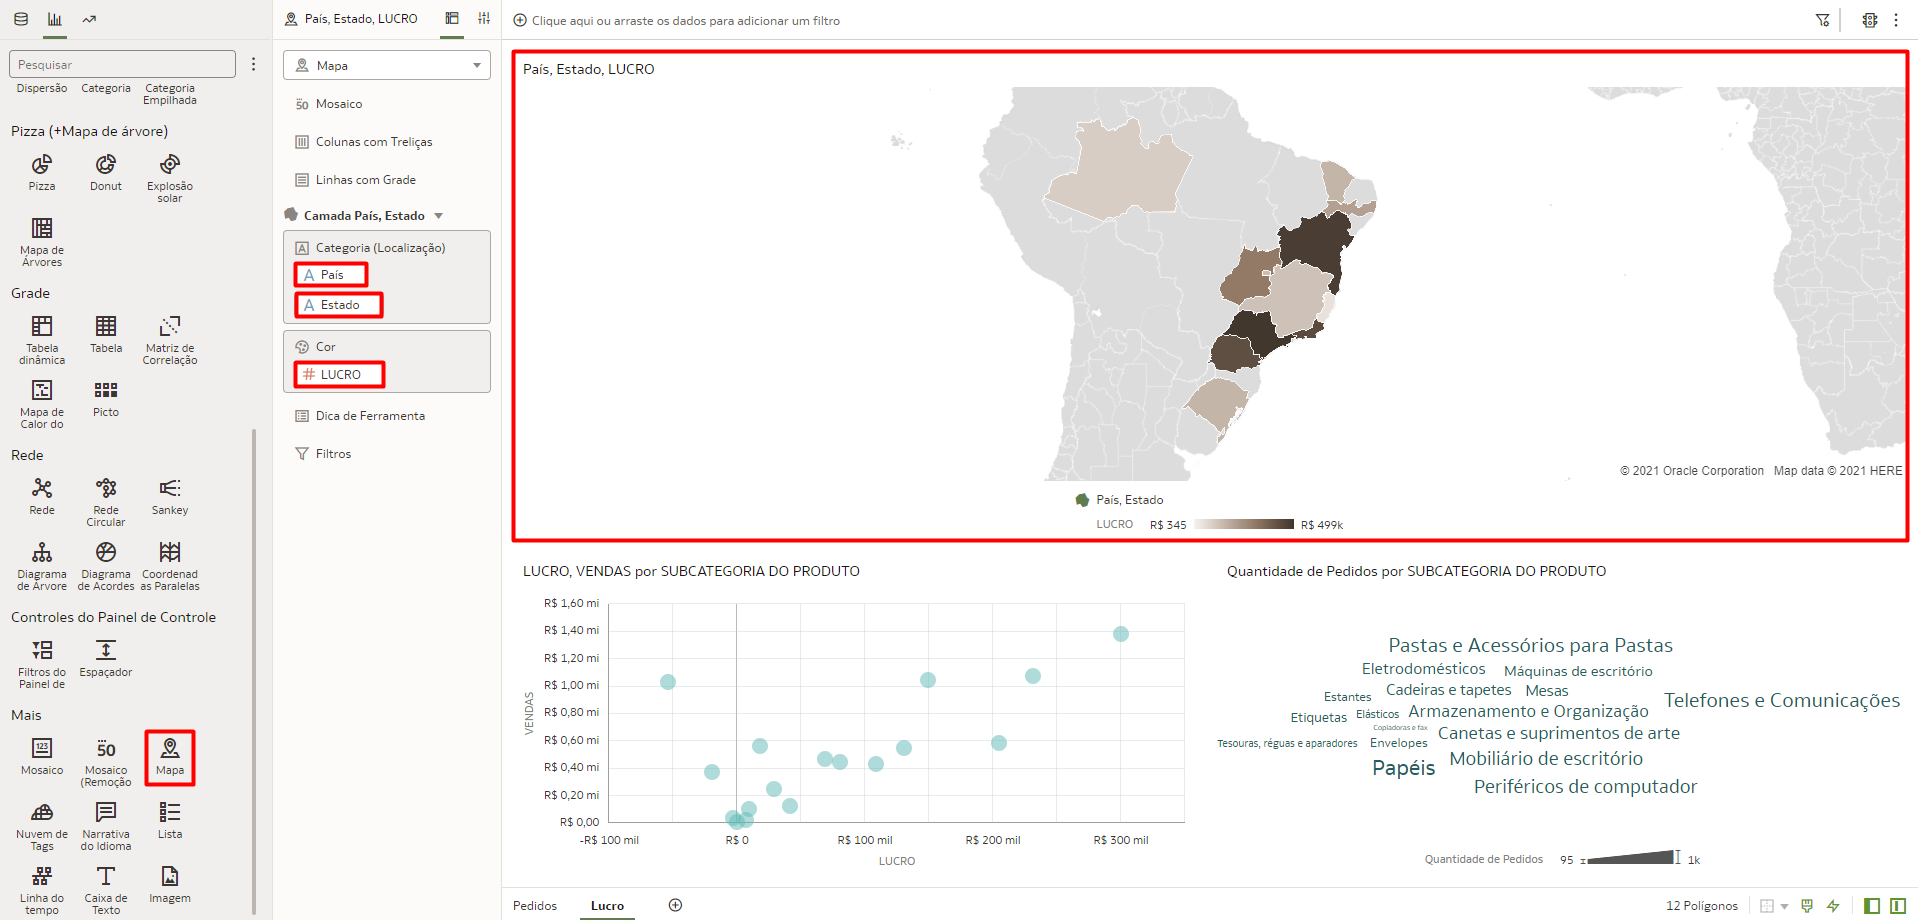 Pesquisar
Dispersão
Categoria
Categoria
Empilhada
Pizza (+Mapa de árvore)
Pizza
Donut
Explosão
solar
Mapa de
Árvores
Grade
Tabela
dinâmica
Tabela
Matriz de
Correlação
Mapa de
Calor do
Picto
Rede
Rede
Rede
Circular
Sankey
Diagrama
de Arvore
Diagrama
de Acordes
Coordenad
as Paralelas
Controles do Painel de Controle
Filtros do
Painel de
Espaçador
Mais
123
Mosaico
50
Mosaico
(Remoção
Mapa
Nuvem de
Tags
Narrativa
do Idioma
Lista
Linha do
tempo
Caixa de
Texto
Imagem
País, Estado, LUCRO
Mapa
50 Mosaico
Colunas com Treliças
Linhas com Grade
Camada País, Estado
A Categoria (Localização)
A País
A Estado
Cor
# LUCRO
Dica de Ferramenta
Filtros
Clique aqui ou arraste os dados para adicionar um filtro
País, Estado, LUCRO
© 2021 Oracle Corporation Map data © 2021 HERE
País, Estado
LUCRO R$ 345 R$ 499k
LUCRO, VENDAS por SUBCATEGORIA DO PRODUTO
VENDAS
R$ 1,60 mi
R$ 1,40 mi
R$ 1,20 mi
R$ 1,00 mi
R$ 0,80 mi
R$ 0,60 mi
R$ 0,40 mi
R$ 0,20 mi
R$ 0,00
-R$ 100 mil R$ 0 R$ 100 mil R$ 200 mil R$ 300 mil
LUCRO
Quantidade de Pedidos por SUBCATEGORIA DO PRODUTO
Pastas e Acessórios para Pastas
Eletrodomésticos Máquinas de escritório
Cadeiras e tapetes Mesas
Estantes
Telefones e Comunicações
Etiquetas Elásticos Armazenamento e Organização
Copiadoras e fax
Canetas e suprimentos de arte
Tesouras, réguas e aparadores Envelopes
Mobiliário de escritório
Papéis
Periféricos de computador
Quantidade de Pedidos 95 1k
Pedidos Lucro
12 Polígonos